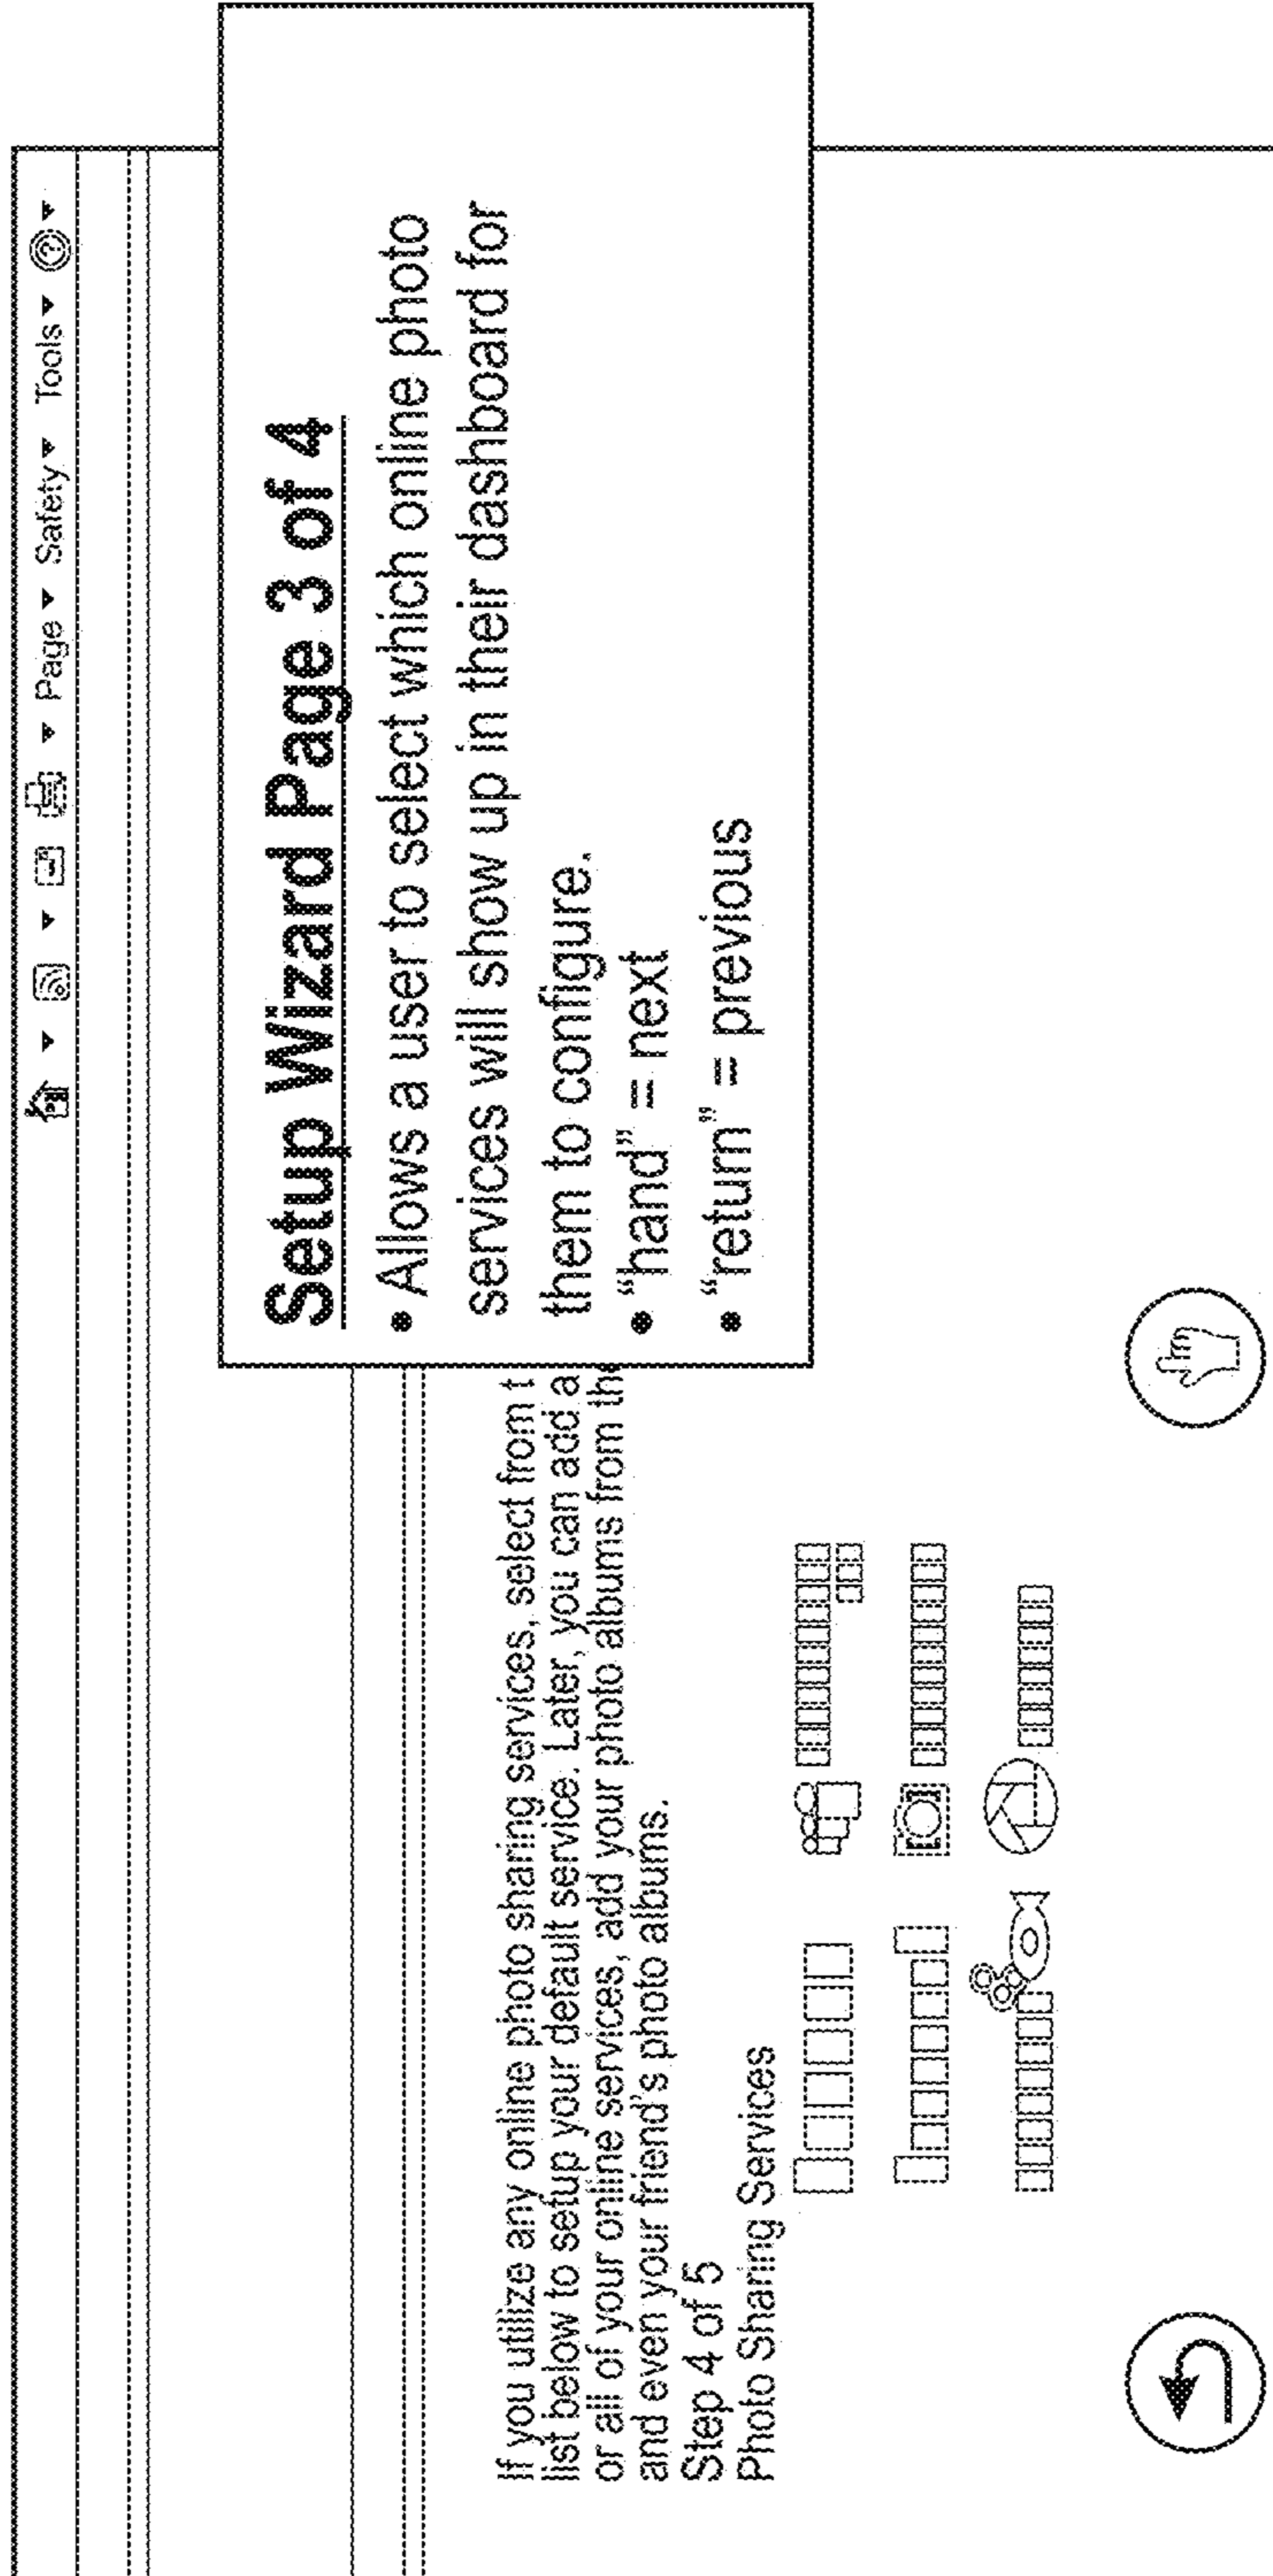 Page Safety Tools
Setup Wizard Page 3 of 4
• Allows a user to select which online photo
services will show up in their dashboard for
them to configure.
• “hand” = next
• “return” = previous
If you utilize any online photo sharing services, select from t
list below to setup your default service. Later, you can add a
or all of your online services, add your photo albums from the
and even your friend's photo albums.
Step 4 of 5
Photo Sharing Services